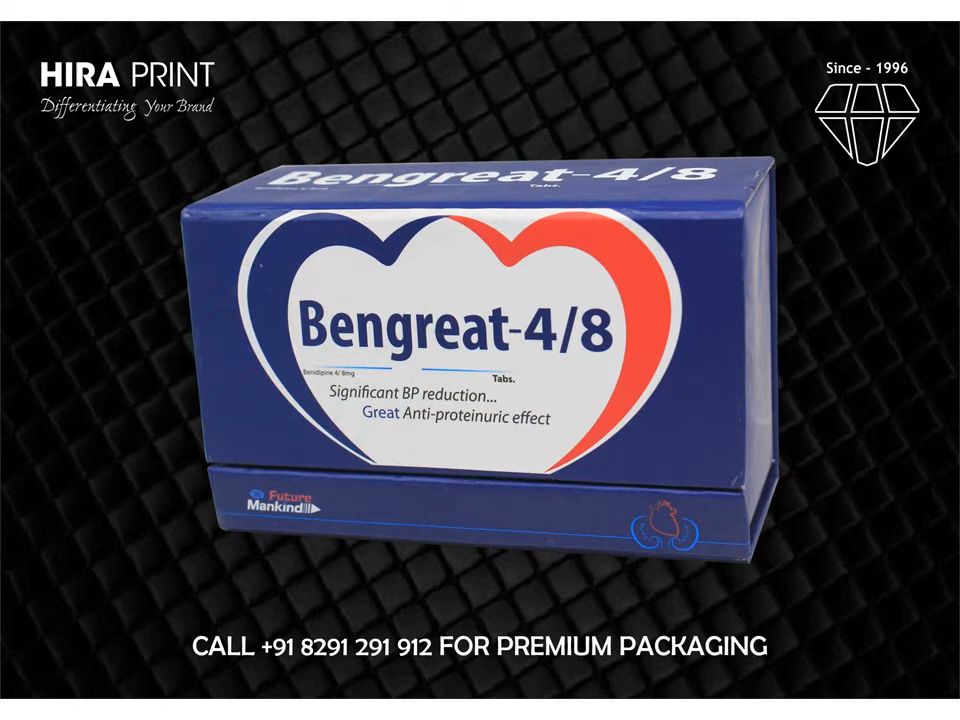 HIRA PRINT
Differentiating Your Brand
Since - 1996
Bengreat-4/8
Tabs.
Bengreat-4/8
Benidipine 4/ 8mg
Tabs.
Significant BP reduction...
Great Anti-proteinuric effect
Future
Mankind
CALL +91 8291 291 912 FOR PREMIUM PACKAGING